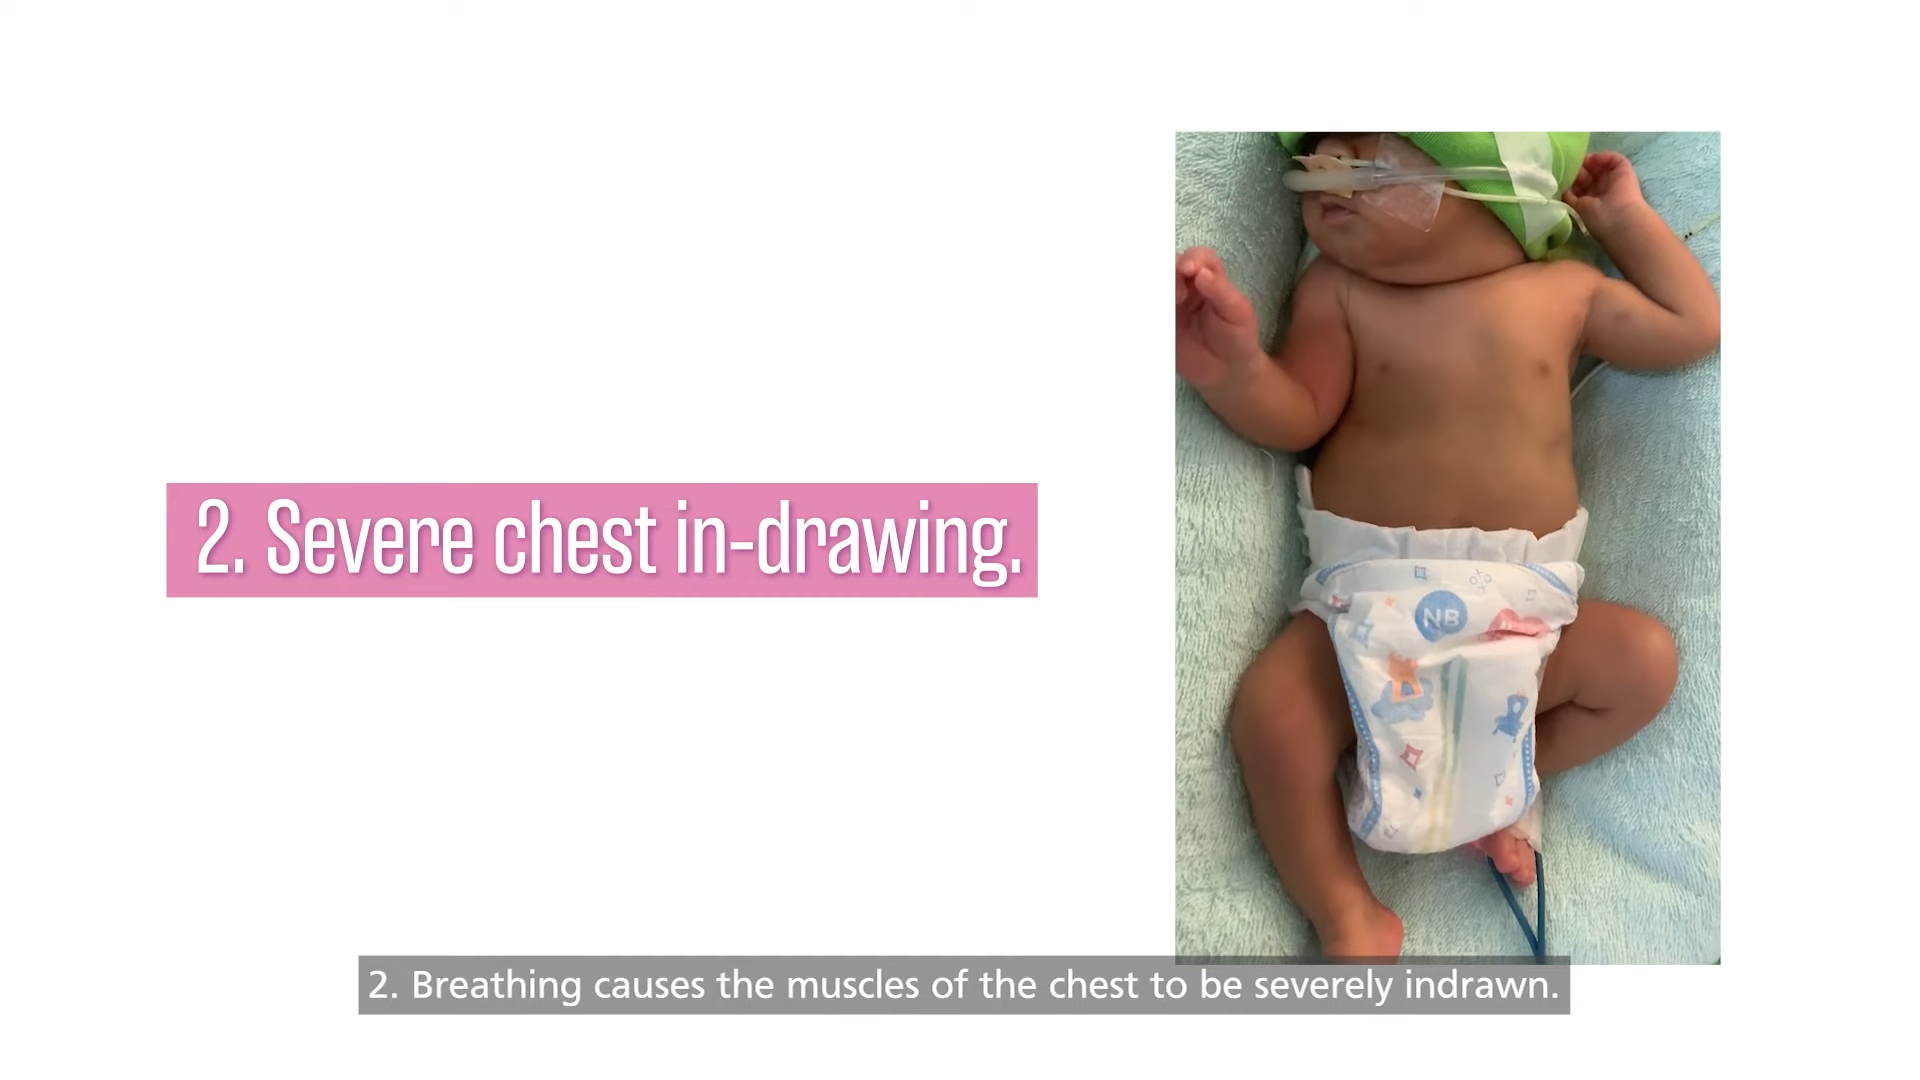 2. Severe chest in-drawing.
NB
2. Breathing causes the muscles of the chest to be severely indrawn.